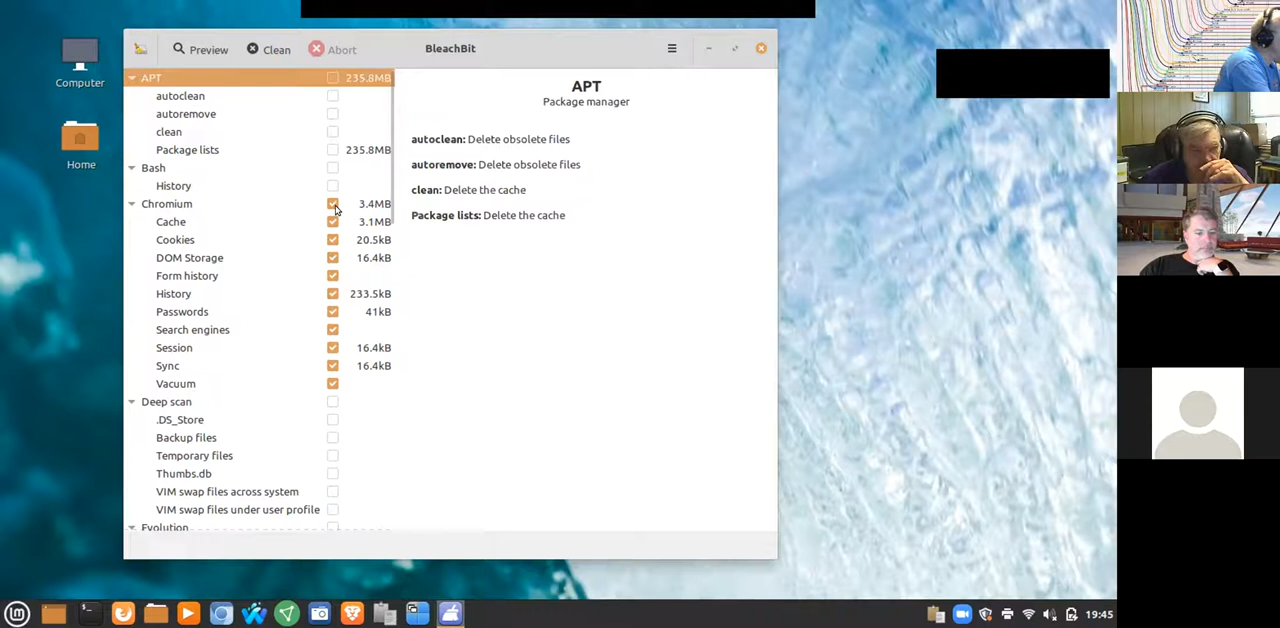 Computer
Home
Preview
Clean
Abort
BleachBit
APT 235.8MB
autoclean
autoremove
clean
Package lists 235.8MB
Bash
History
Chromium 3.4MB
Cache 3.1MB
Cookies 20.5kB
DOM Storage 16.4kB
Form history
History 233.5kB
Passwords 41kB
Search engines
Session 16.4kB
Sync 16.4kB
Vacuum
Deep scan
.DS_Store
Backup files
Temporary files
Thumbs.db
VIM swap files across system
VIM swap files under user profile
Evolution
APT
Package manager
autoclean: Delete obsolete files
autoremove: Delete obsolete files
clean: Delete the cache
Package lists: Delete the cache
19:45